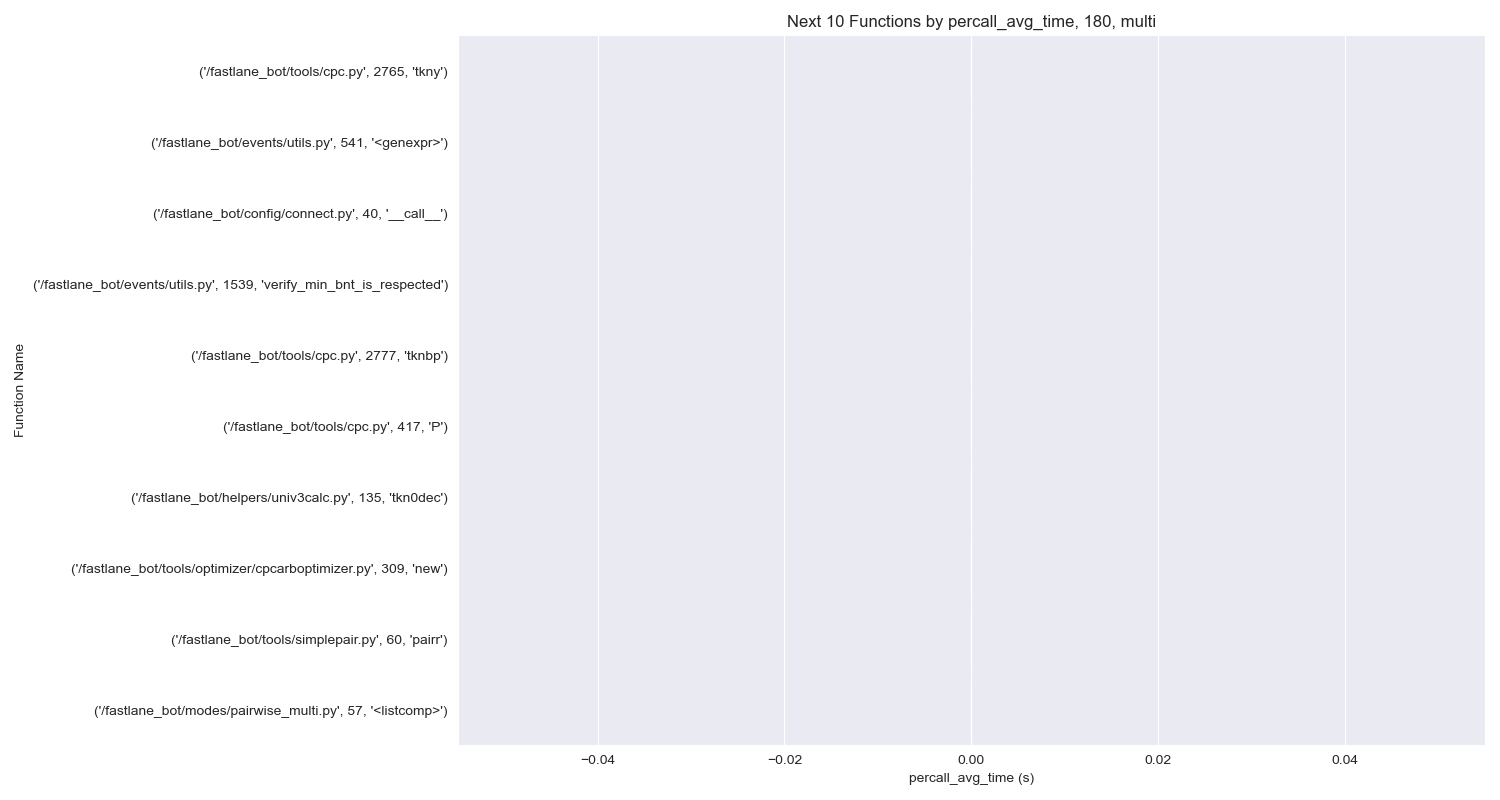 Next 10 Functions by percall_avg_time, 180, multi
('/fastlane_bot/tools/cpc.py', 2765, 'tkny')
('/fastlane_bot/events/utils.py', 541, '<genexpr>')
('/fastlane_bot/config/connect.py', 40, '__call__')
('/fastlane_bot/events/utils.py', 1539, 'verify_min_bnt_is_respected')
('/fastlane_bot/tools/cpc.py', 2777, 'tknbp')
('/fastlane_bot/tools/cpc.py', 417, 'P')
('/fastlane_bot/helpers/univ3calc.py', 135, 'tkn0dec')
('/fastlane_bot/tools/optimizer/cpcarboptimizer.py', 309, 'new')
('/fastlane_bot/tools/simplepair.py', 60, 'pairr')
('/fastlane_bot/modes/pairwise_multi.py', 57, '<listcomp>')
Function Name
−0.04 −0.02 0.00 0.02 0.04
percall_avg_time (s)